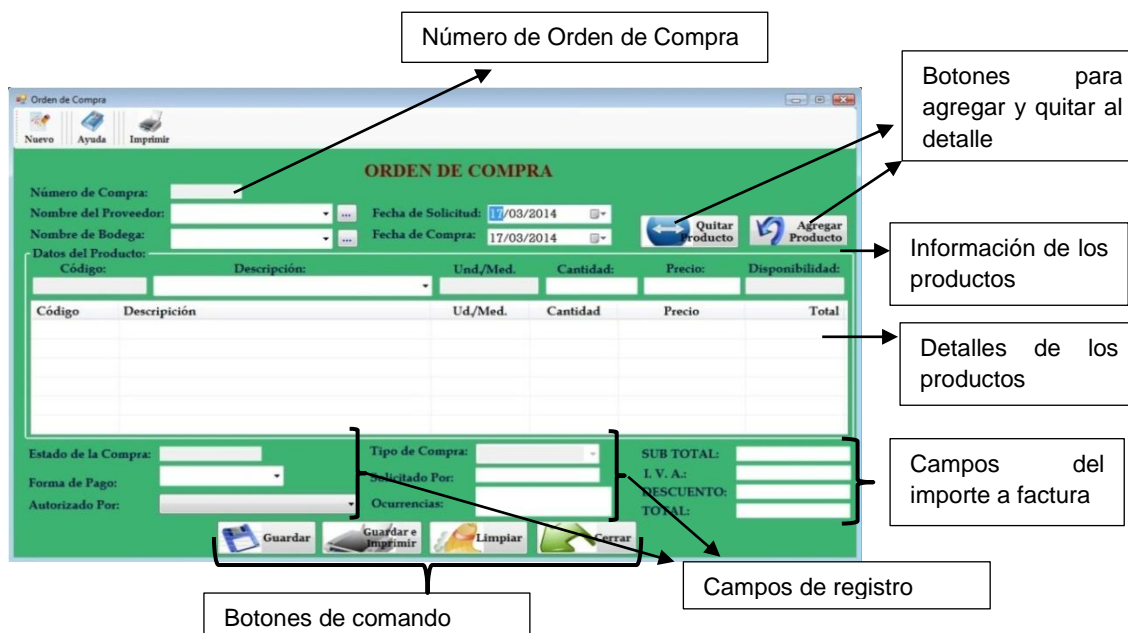 Número de Orden de Compra
Botones para
agregar y quitar al
detalle
Orden de Compra
Nuevo Ayuda Imprimir
ORDEN DE COMPRA
Número de Compra:
Nombre del Proveedor: ... Fecha de Solicitud: 17/03/2014
Nombre de Bodega: ... Fecha de Compra: 17/03/2014
Quitar
Producto
Agregar
Producto
Información de los
productos
Datos del Producto:
Código: Descripción: Und/Med. Cantidad: Precio: Disponibilidad:
Código Descripición Ud./Med. Cantidad Precio Total
Detalles de los
productos
Estado de la Compra: Tipo de Compra: SUB TOTAL:
Forma de Pago: Solicitado Por: I. V. A.:
Autorizado Por: Ocurrencias: DESCUENTO:
TOTAL:
Campos del
importe a factura
Guardar
Guardar e
Imprimir
Limpiar
Cerrar
Campos de registro
Botones de comando